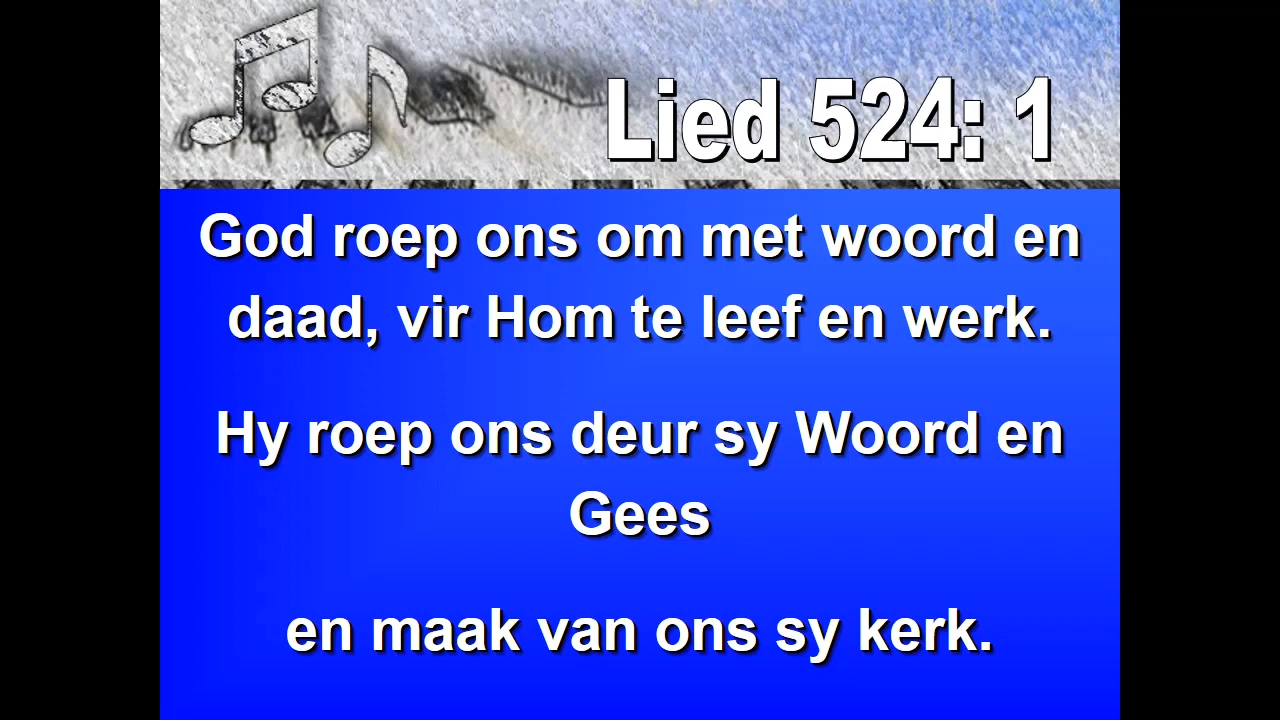 Lied 524: 1
God roep ons om met woord en
daad, vir Hom te leef en werk.
Hy roep ons deur sy Woord en
Gees
en maak van ons sy kerk.